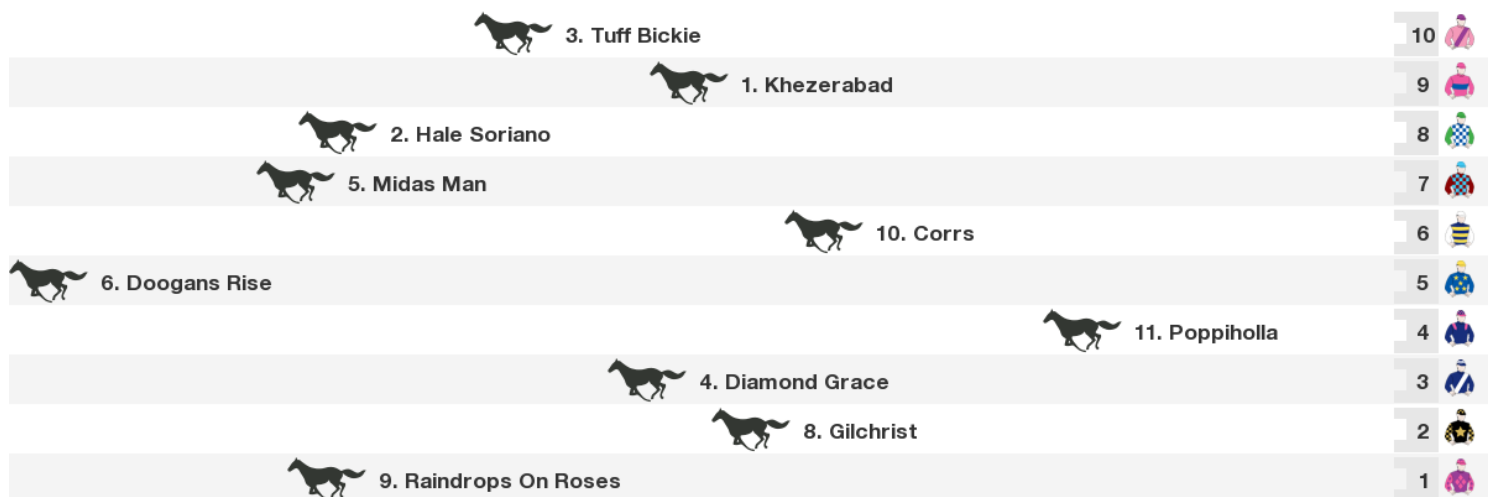 3. Tuff Bickie 10
1. Khezerabad 9
2. Hale Soriano 8
5. Midas Man 7
10. Corrs 6
6. Doogans Rise 5
11. Poppiholla 4
4. Diamond Grace 3
8. Gilchrist 2
9. Raindrops On Roses 1